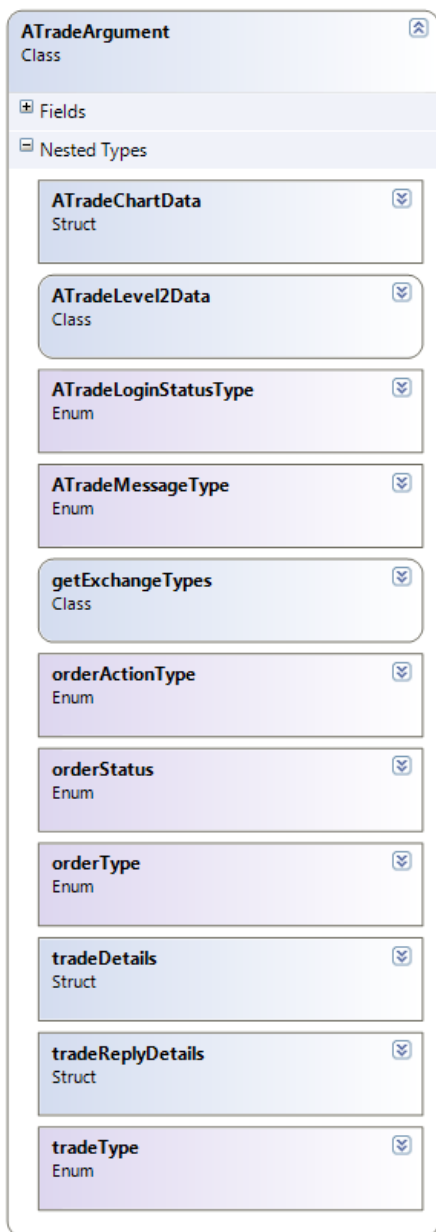 ATradeArgument
Class
Fields
Nested Types
ATradeChartData
Struct
ATradeLevel2Data
Class
ATradeLoginStatusType
Enum
ATradeMessageType
Enum
getExchangeTypes
Class
orderActionType
Enum
orderStatus
Enum
orderType
Enum
tradeDetails
Struct
tradeReplyDetails
Struct
tradeType
Enum